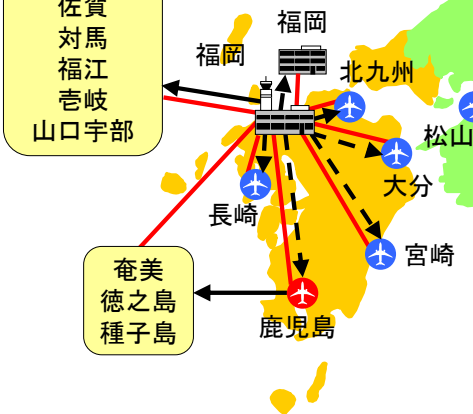 佐賀
対馬
福江
壱岐
山口宇部
福岡
福岡
北九州
松山
大分
長崎
宮崎
奄美
徳之島
種子島
鹿児島